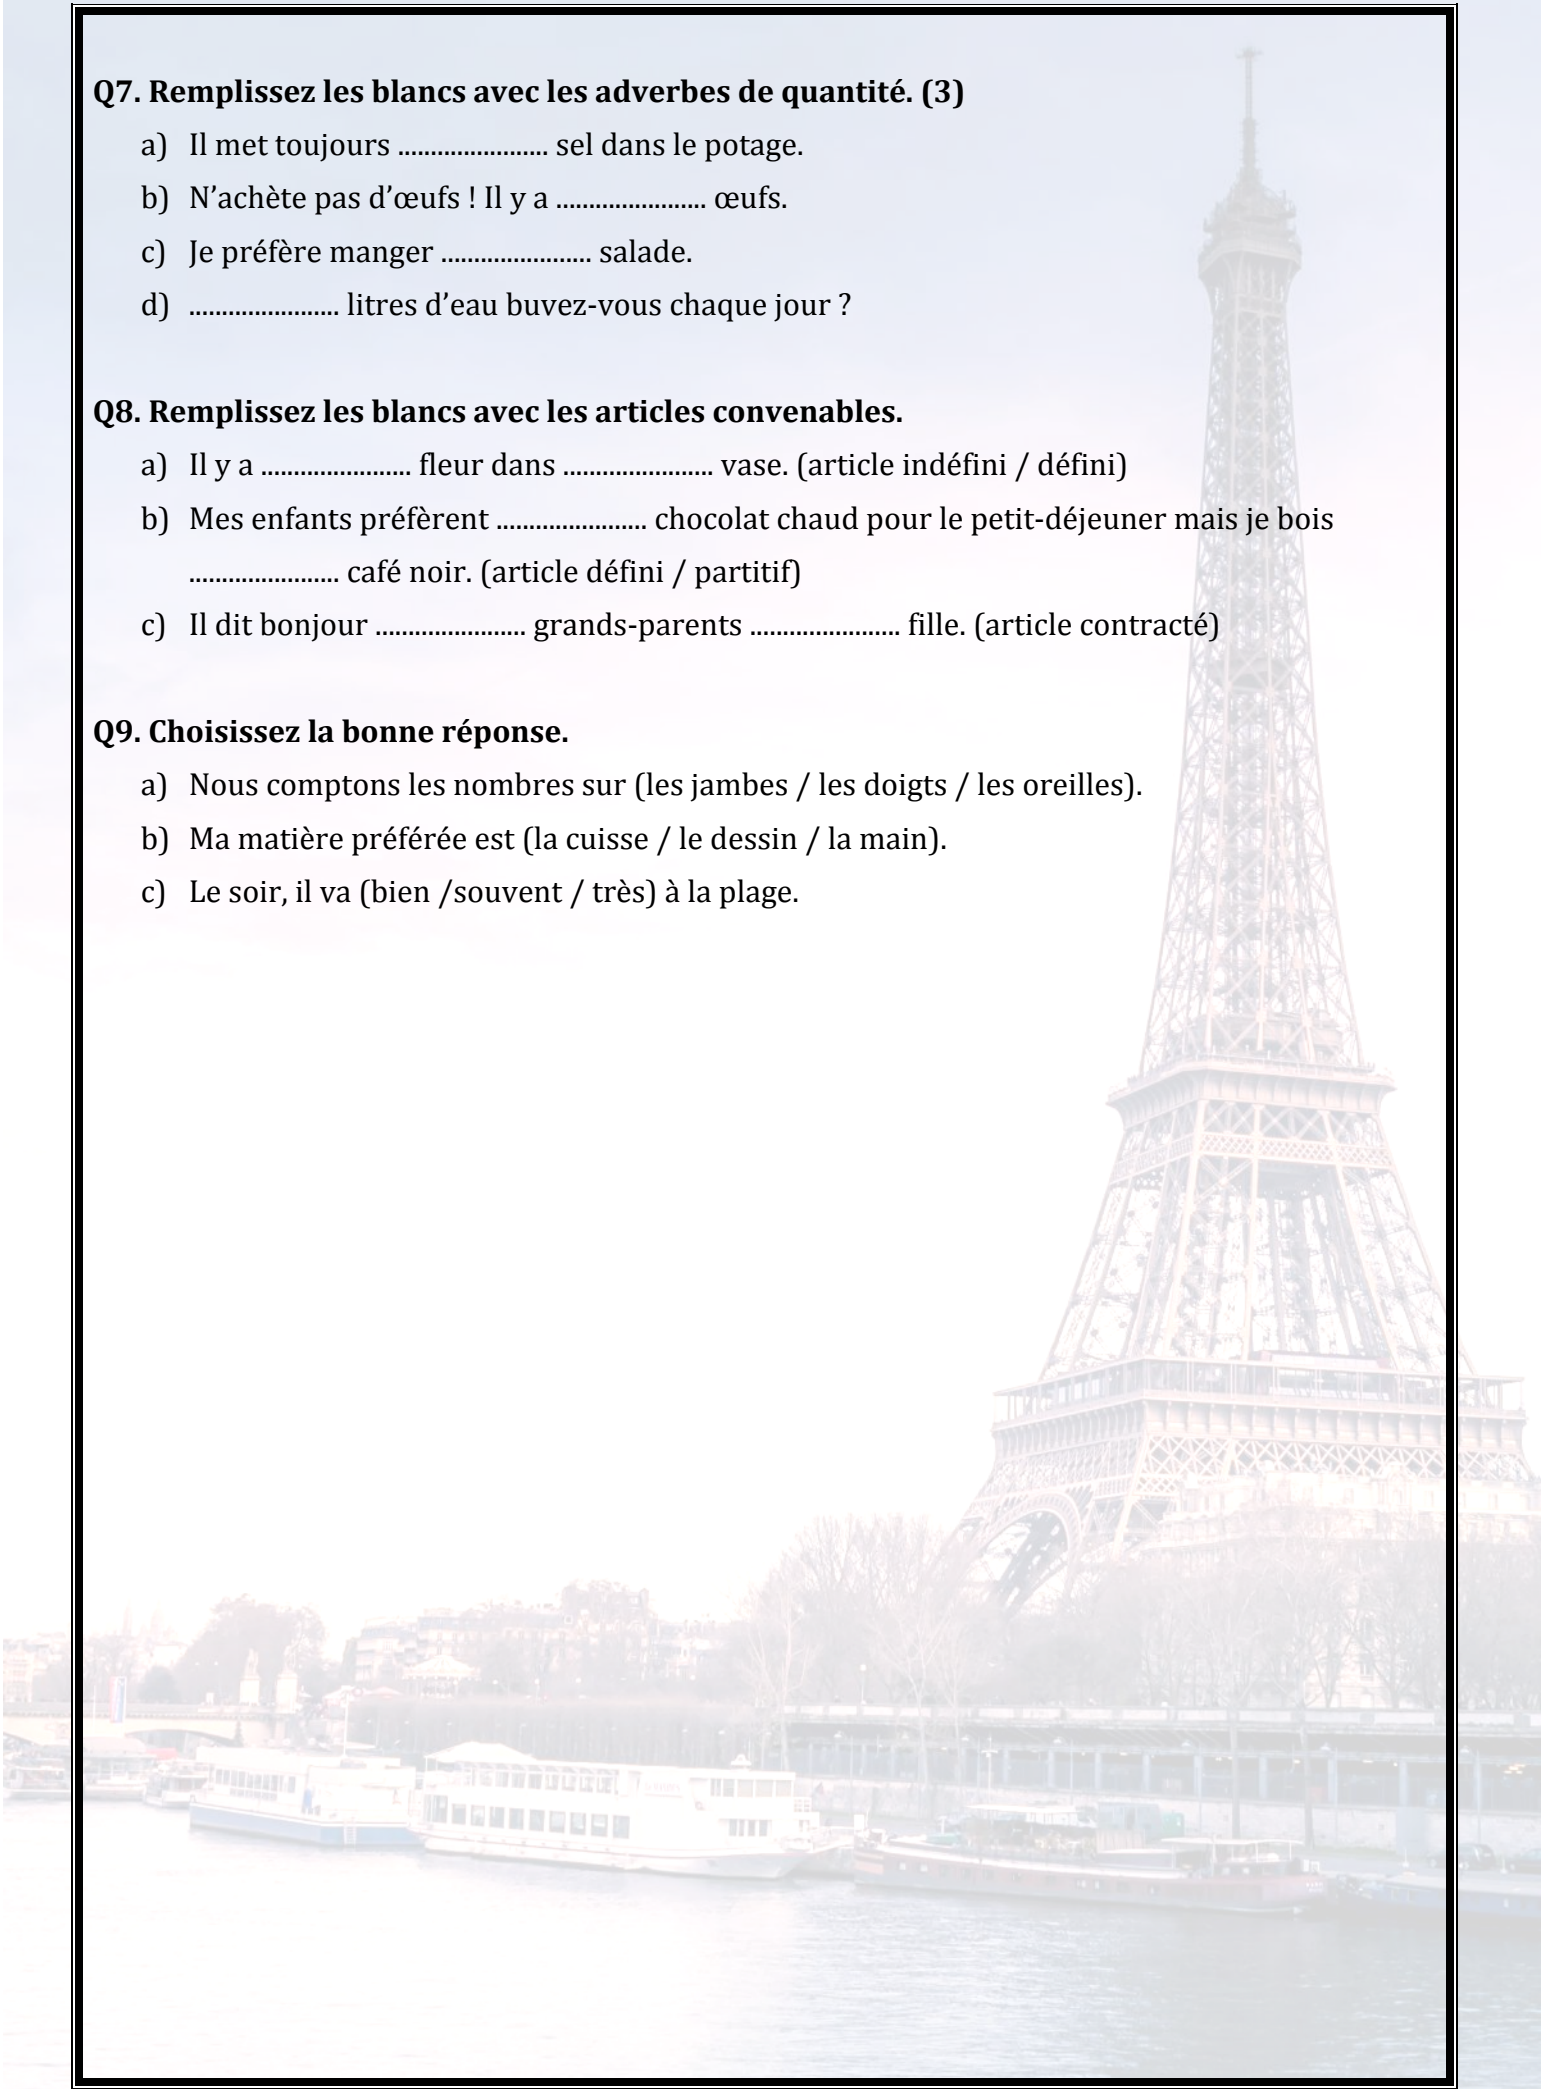 Q7. Remplissez les blancs avec les adverbes de quantité. (3)
a) Il met toujours ....................... sel dans le potage.
b) N’achète pas d’œufs ! Il y a ....................... œufs.
c) Je préfère manger ....................... salade.
d) ....................... litres d’eau buvez-vous chaque jour ?
Q8. Remplissez les blancs avec les articles convenables.
a) Il y a ....................... fleur dans ....................... vase. (article indéfini / défini)
b) Mes enfants préfèrent ....................... chocolat chaud pour le petit-déjeuner mais je bois
....................... café noir. (article défini / partitif)
c) Il dit bonjour ....................... grands-parents ....................... fille. (article contracté)
Q9. Choisissez la bonne réponse.
a) Nous comptons les nombres sur (les jambes / les doigts / les oreilles).
b) Ma matière préférée est (la cuisse / le dessin / la main).
c) Le soir, il va (bien /souvent / très) à la plage.